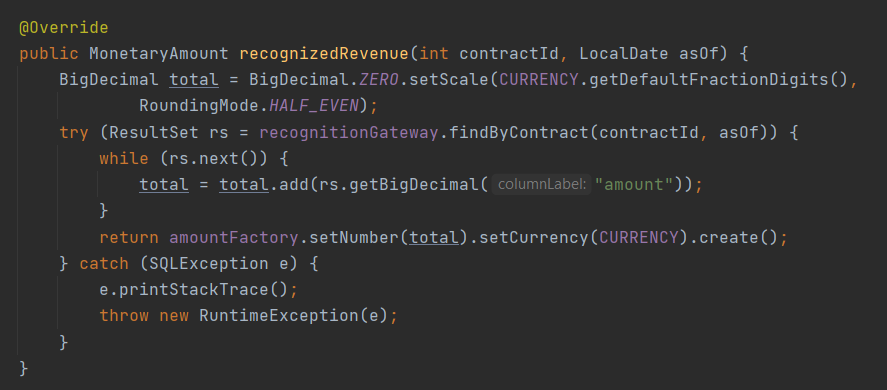 @Override
public MonetaryAmount recognizedRevenue(int contractId, LocalDate asOf) {
    BigDecimal total = BigDecimal.ZERO.setScale(CURRENCY.getDefaultFractionDigits(),
            RoundingMode.HALF_EVEN);
    try (ResultSet rs = recognitionGateway.findByContract(contractId, asOf)) {
        while (rs.next()) {
            total = total.add(rs.getBigDecimal( columnLabel: "amount"));
        }
        return amountFactory.setNumber(total).setCurrency(CURRENCY).create();
    } catch (SQLException e) {
        e.printStackTrace();
        throw new RuntimeException(e);
    }
}